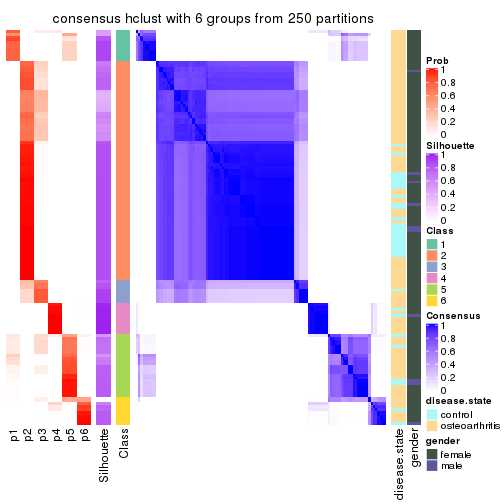 consensus hclust with 6 groups from 250 partitions
Prob
1
0.8
0.6
0.4
0.2
0
Silhouette
1
0.8
0.6
0.4
0.2
0
Class
1
2
3
4
5
6
Consensus
1
0.8
0.6
0.4
0.2
0
disease.state
control
osteoarthritis
gender
female
male
p1
p2
p3
p4
p5
p6
Silhouette
Class
disease.state
gender